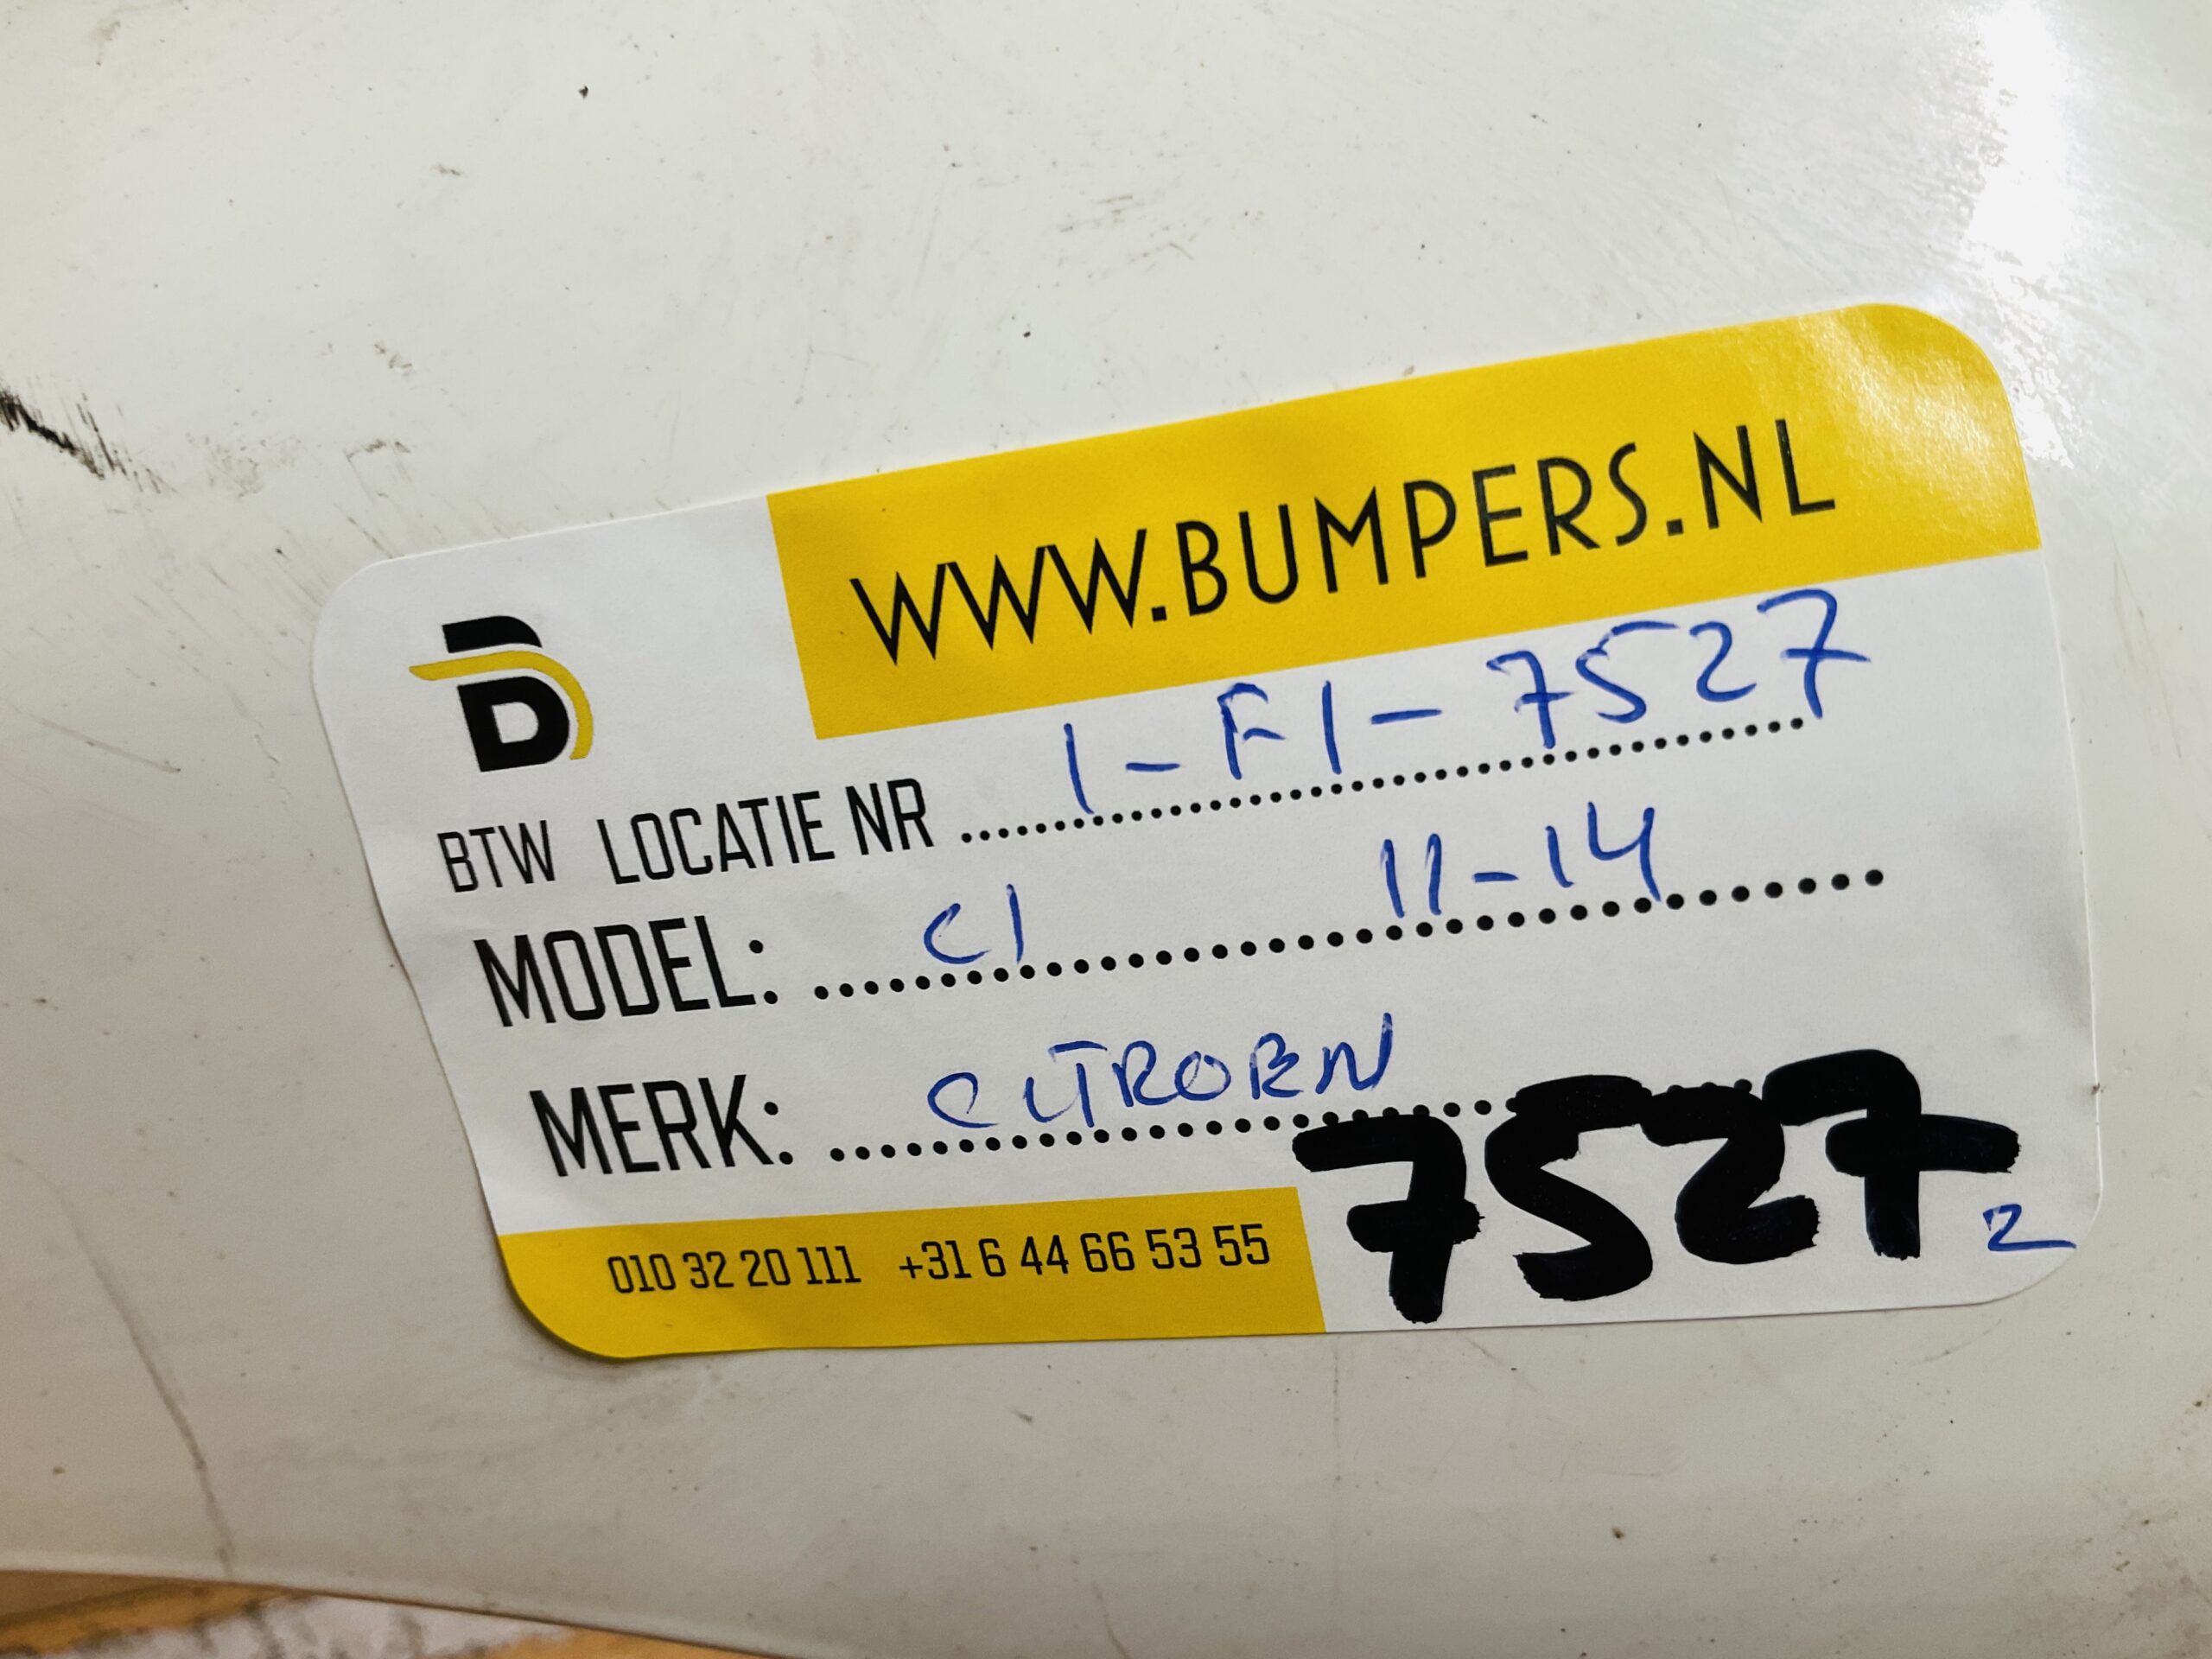 WWW.BUMPERS.NL
BTW LOCATIE NR 1-F1-7527
MODEL: C1 11-14
MERK: CITROEN
7527 2
010 32 20 111 +31 6 44 66 53 55